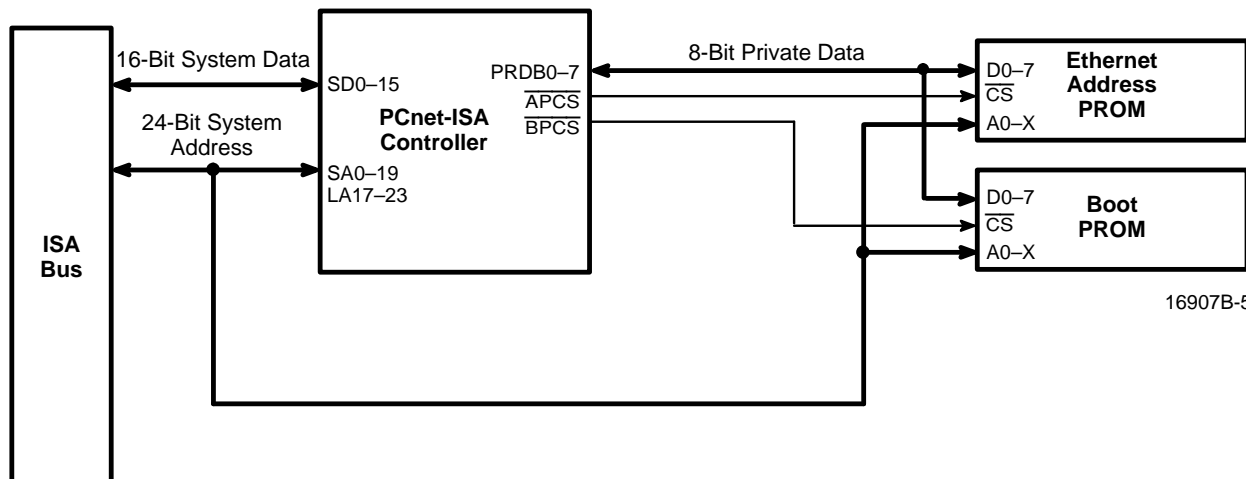 16-Bit System Data
24-Bit System
Address
ISA
Bus
SD0–15
PCnet-ISA
Controller
SA0–19
LA17–23
PRDB0–7
APCS
BPCS
8-Bit Private Data
D0–7
CS
A0–X
Ethernet
Address
PROM
D0–7
CS
A0–X
Boot
PROM
16907B-5